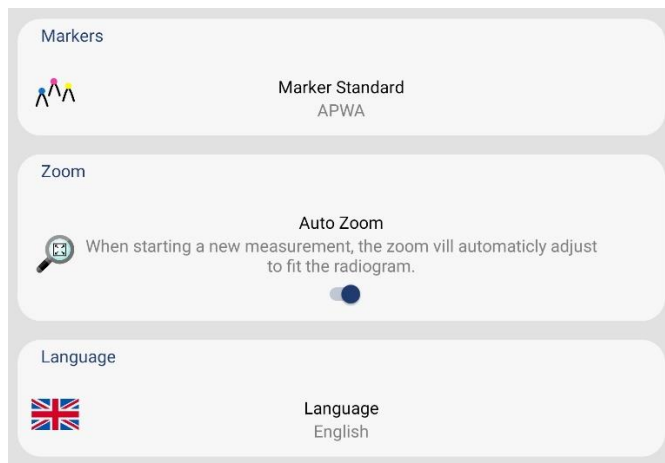 Markers
Marker Standard
APWA
Zoom
Auto Zoom
When starting a new measurement, the zoom vill automaticly adjust
to fit the radiogram.
Language
Language
English